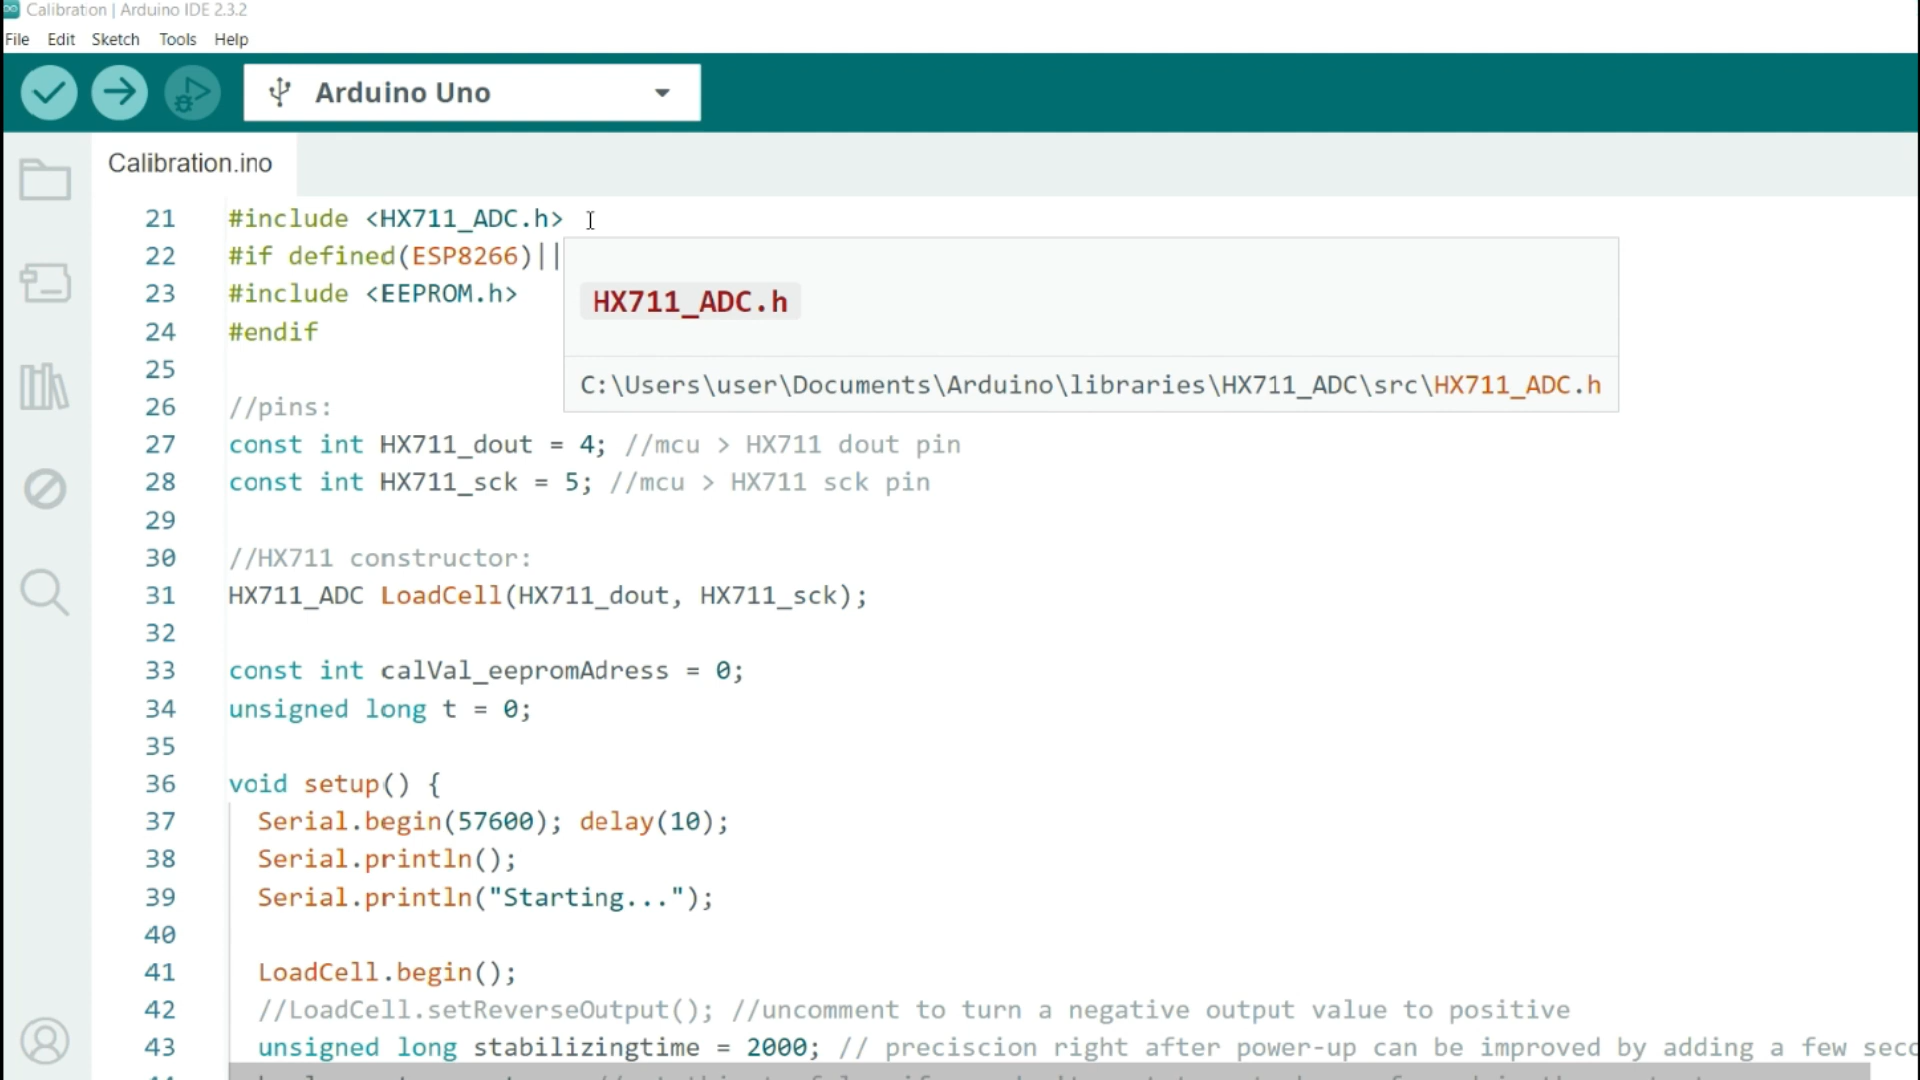 Calibration | Arduino IDE 2.3.2
File Edit Sketch Tools Help
Arduino Uno
Calibration.ino
21 #include <HX711_ADC.h>
22 #if defined(ESP8266)||
23 #include <EEPROM.h>
24 #endif
25
26 //pins:
27 const int HX711_dout = 4; //mcu > HX711 dout pin
28 const int HX711_sck = 5; //mcu > HX711 sck pin
29
30 //HX711 constructor:
31 HX711_ADC LoadCell(HX711_dout, HX711_sck);
32
33 const int calVal_eepromAdress = 0;
34 unsigned long t = 0;
35
36 void setup() {
37 Serial.begin(57600); delay(10);
38 Serial.println();
39 Serial.println("Starting...");
40
41 LoadCell.begin();
42 //LoadCell.setReverseOutput(); //uncomment to turn a negative output value to positive
43 unsigned long stabilizingtime = 2000; // preciscion right after power-up can be improved by adding a few seco
HX711_ADC.h
C:\Users\user\Documents\Arduino\libraries\HX711_ADC\src\HX711_ADC.h